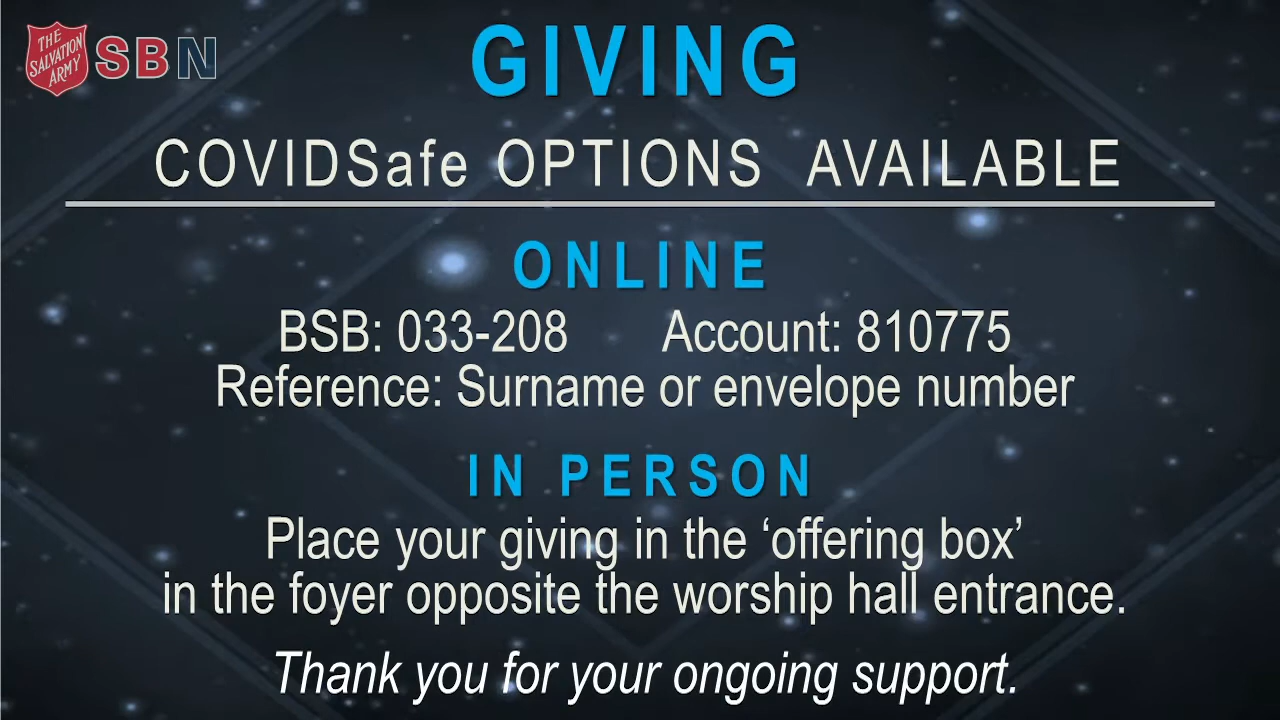 THE
SALVATION
ARMY
SBN
GIVING
COVIDSafe OPTIONS AVAILABLE
ONLINE
BSB: 033-208 Account: 810775
Reference: Surname or envelope number
IN PERSON
Place your giving in the ‘offering box’
in the foyer opposite the worship hall entrance.
Thank you for your ongoing support.